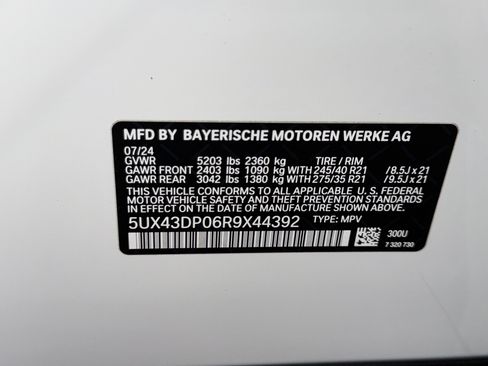 MFD BY BAYERISCHE MOTOREN WERKE AG
07/24
GVWR 5203 lbs 2360 kg TIRE / RIM
GAWR FRONT 2403 lbs 1090 kg WITH 245/40 R21 /8.5J x 21
GAWR REAR 3042 lbs 1380 kg WITH 275/35 R21 /9.5J x 21
THIS VEHICLE CONFORMS TO ALL APPLICABLE U. S. FEDERAL
MOTOR VEHICLE SAFETY AND THEFT PREVENTION STANDARDS
IN EFFECT ON THE DATE OF MANUFACTURE SHOWN ABOVE.
5UX43DP06R9X44392 TYPE: MPV
300U
7 320 730